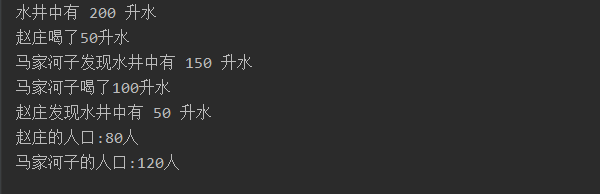 水井中有 200 升水
赵庄喝了50升水
马家河子发现水井中有 150 升水
马家河子喝了100升水
赵庄发现水井中有 50 升水
赵庄的人口:80人
马家河子的人口:120人